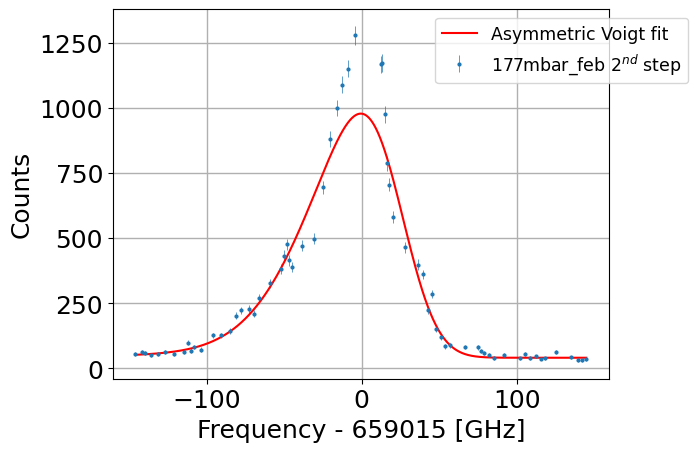 Asymmetric Voigt fit
177mbar_feb 2nd step
1250
1000
750
500
250
0
Counts
−100
0
100
Frequency - 659015 [GHz]